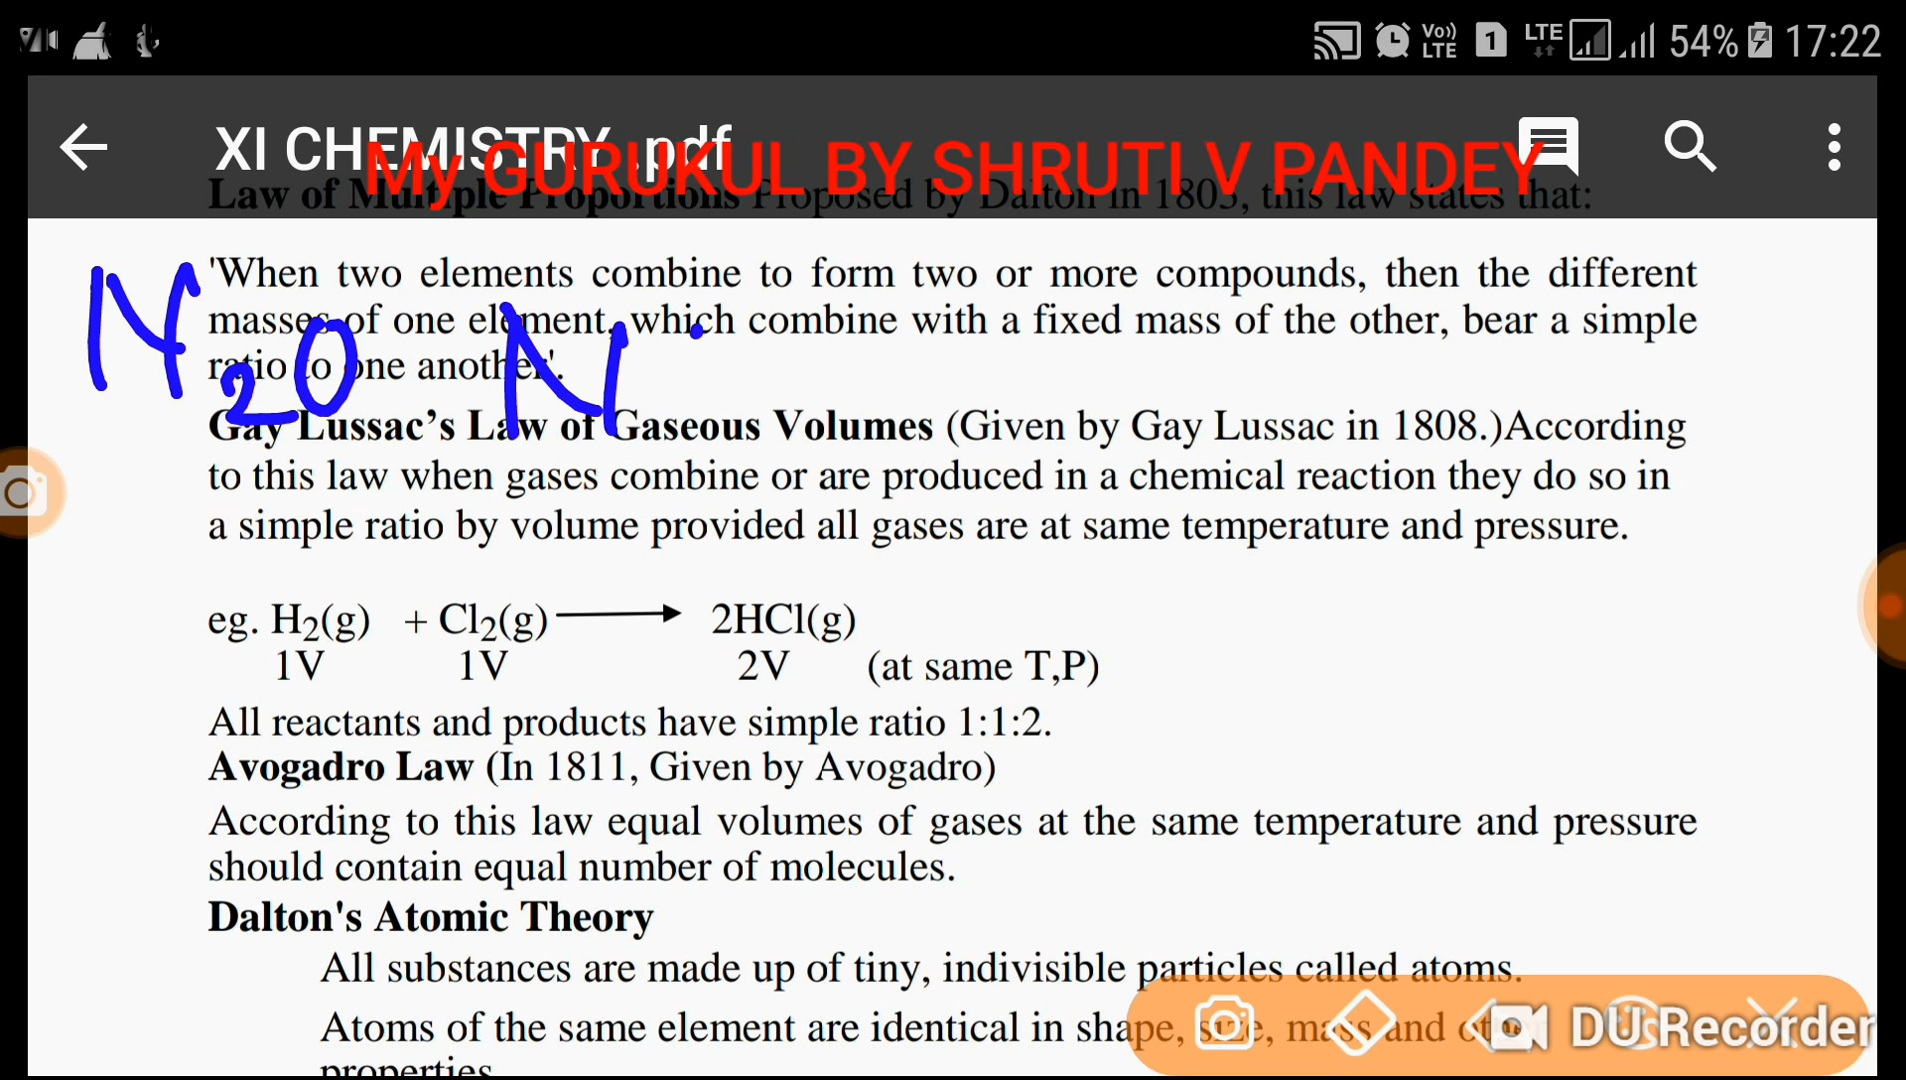 Vo)) LTE 1 LTE 54% 17:22
XI CHEMISTRY .pdf
My GURUKUL BY SHRUTI V PANDEY
Law of Multiple Proportions Proposed by Dalton in 1803, this law states that:
'When two elements combine to form two or more compounds, then the different
masses of one element, which combine with a fixed mass of the other, bear a simple
ratio to one another'.
N2O N
Gay Lussac’s Law of Gaseous Volumes (Given by Gay Lussac in 1808.)According
to this law when gases combine or are produced in a chemical reaction they do so in
a simple ratio by volume provided all gases are at same temperature and pressure.
eg. H₂(g) + Cl₂(g) ⟶ 2HCl(g)
1V 1V 2V (at same T,P)
All reactants and products have simple ratio 1:1:2.
Avogadro Law (In 1811, Given by Avogadro)
According to this law equal volumes of gases at the same temperature and pressure
should contain equal number of molecules.
Dalton's Atomic Theory
All substances are made up of tiny, indivisible particles called atoms.
Atoms of the same element are identical in shape, size, mass and other
properties
DU Recorder